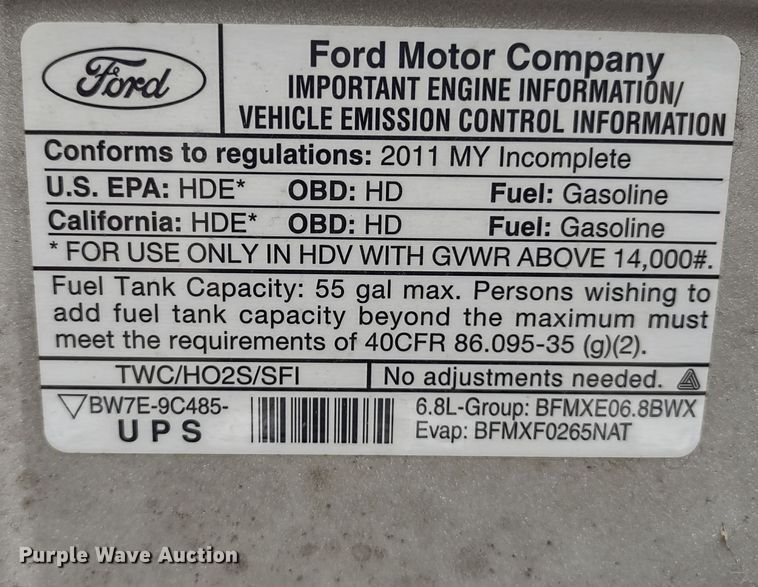 Ford
Ford Motor Company
IMPORTANT ENGINE INFORMATION/
VEHICLE EMISSION CONTROL INFORMATION
Conforms to regulations: 2011 MY Incomplete
U.S. EPA: HDE* OBD: HD Fuel: Gasoline
California: HDE* OBD: HD Fuel: Gasoline
* FOR USE ONLY IN HDV WITH GVWR ABOVE 14,000#.
Fuel Tank Capacity: 55 gal max. Persons wishing to
add fuel tank capacity beyond the maximum must
meet the requirements of 40CFR 86.095-35 (g)(2).
TWC/HO2S/SFI No adjustments needed.
BW7E-9C485- 6.8L-Group: BFMXE06.8BWX
UPS Evap: BFMXF0265NAT
Purple Wave Auction